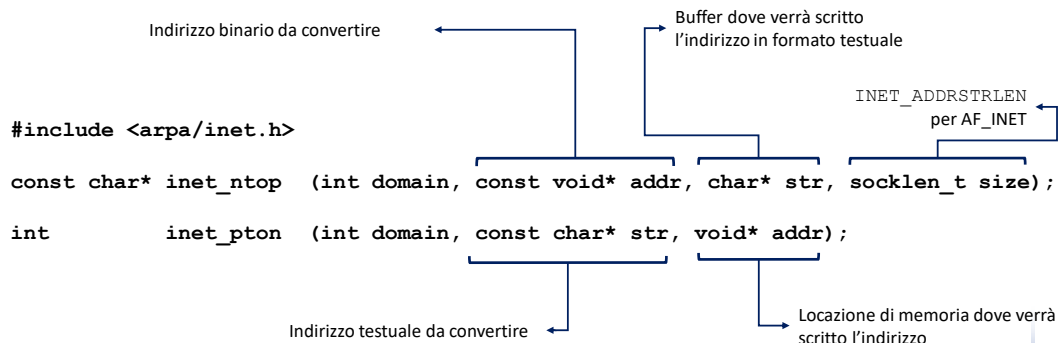 Indirizzo binario da convertire
Buffer dove verrà scritto
l’indirizzo in formato testuale
INET_ADDRSTRLEN
per AF_INET
#include <arpa/inet.h>
const char* inet_ntop (int domain, const void* addr, char* str, socklen_t size);
int inet_pton (int domain, const char* str, void* addr);
Indirizzo testuale da convertire
Locazione di memoria dove verrà
scritto l’indirizzo